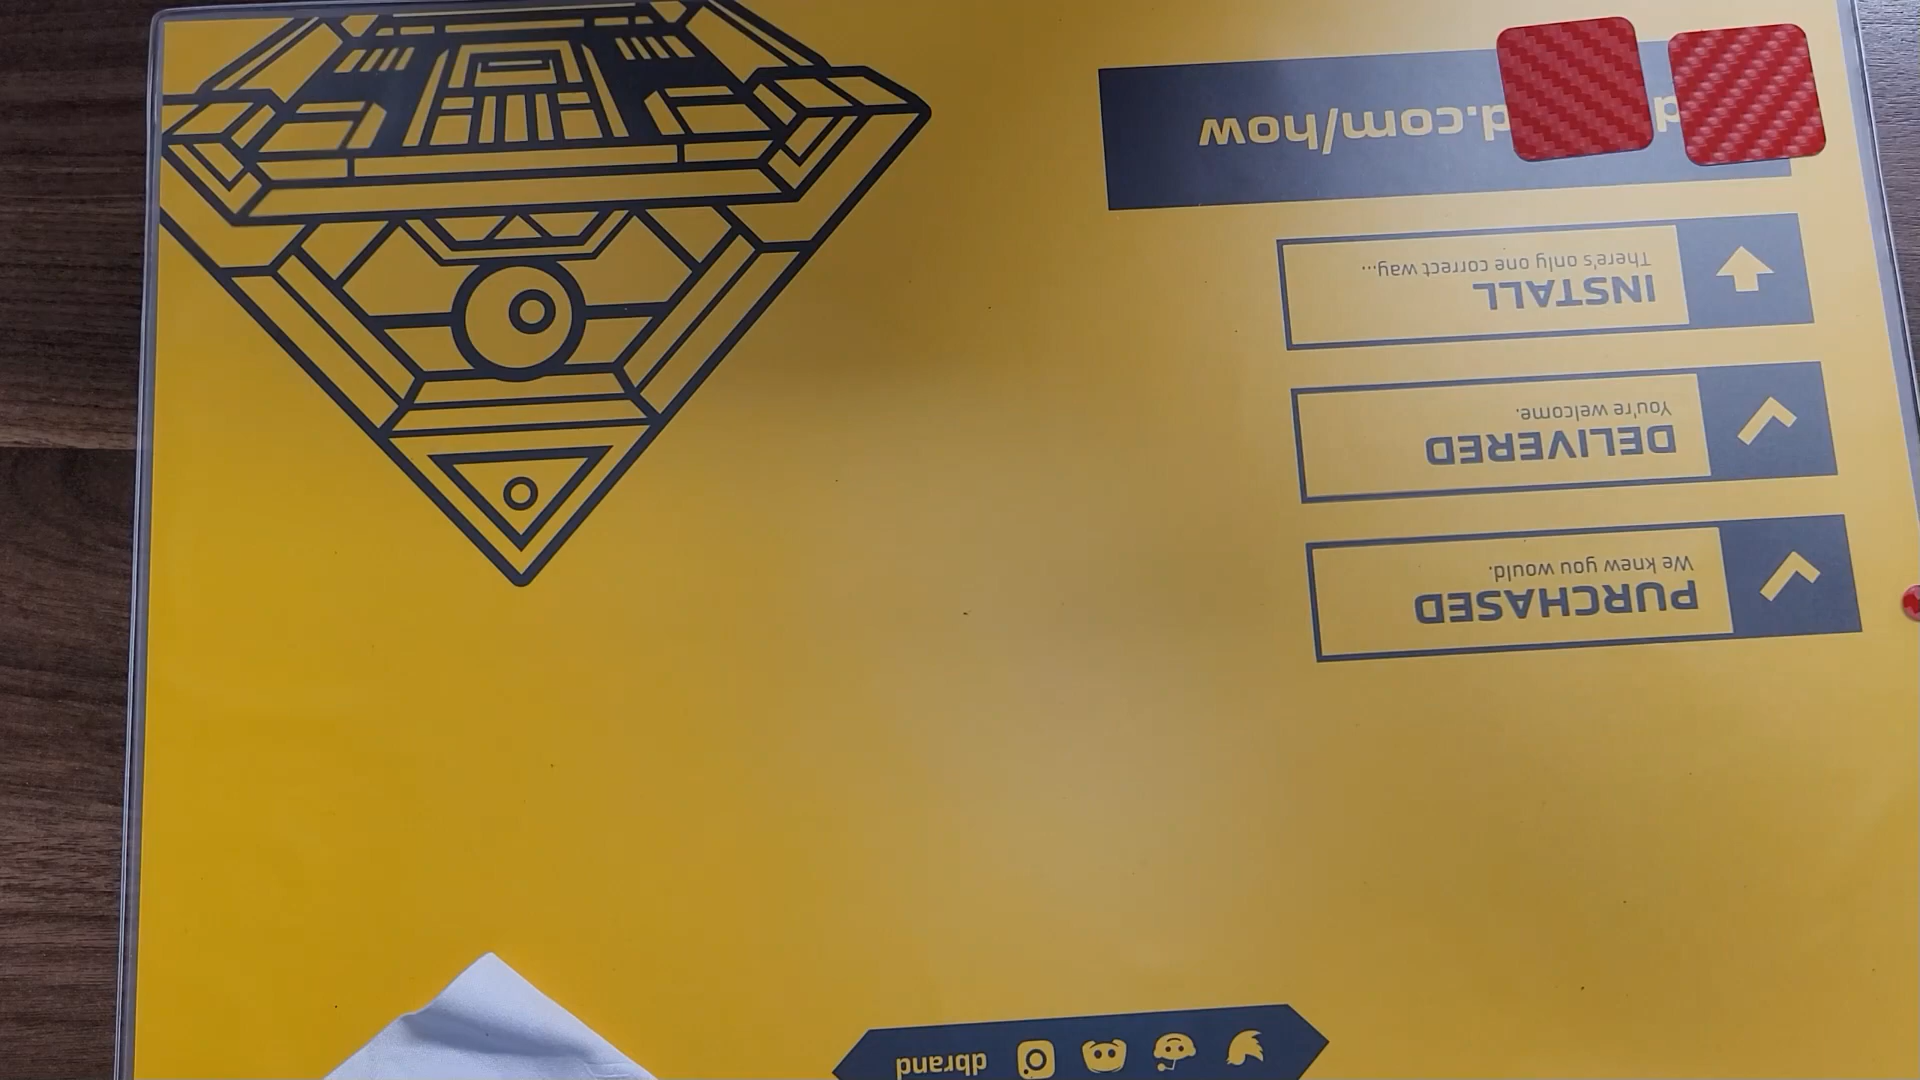 dbrand
PURCHASED
We knew you would.
DELIVERED
You're welcome.
INSTALL
There's only one correct way...
d.com/how